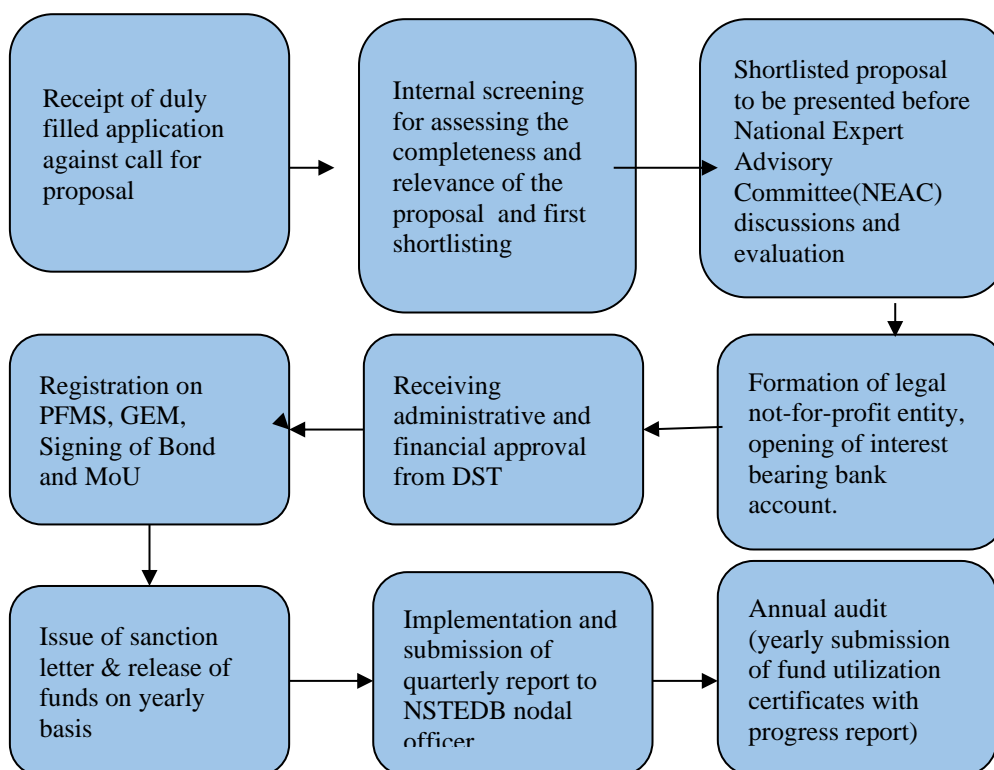 Receipt of duly
filled application
against call for
proposal
Internal screening
for assessing the
completeness and
relevance of the
proposal and first
shortlisting
Shortlisted proposal
to be presented before
National Expert
Advisory
Committee(NEAC)
discussions and
evaluation
Formation of legal
not-for-profit entity,
opening of interest
bearing bank
account.
Receiving
administrative and
financial approval
from DST
Registration on
PFMS, GEM,
Signing of Bond
and MoU
Issue of sanction
letter & release of
funds on yearly
basis
Implementation and
submission of
quarterly report to
NSTEDB nodal
officer
Annual audit
(yearly submission
of fund utilization
certificates with
progress report)